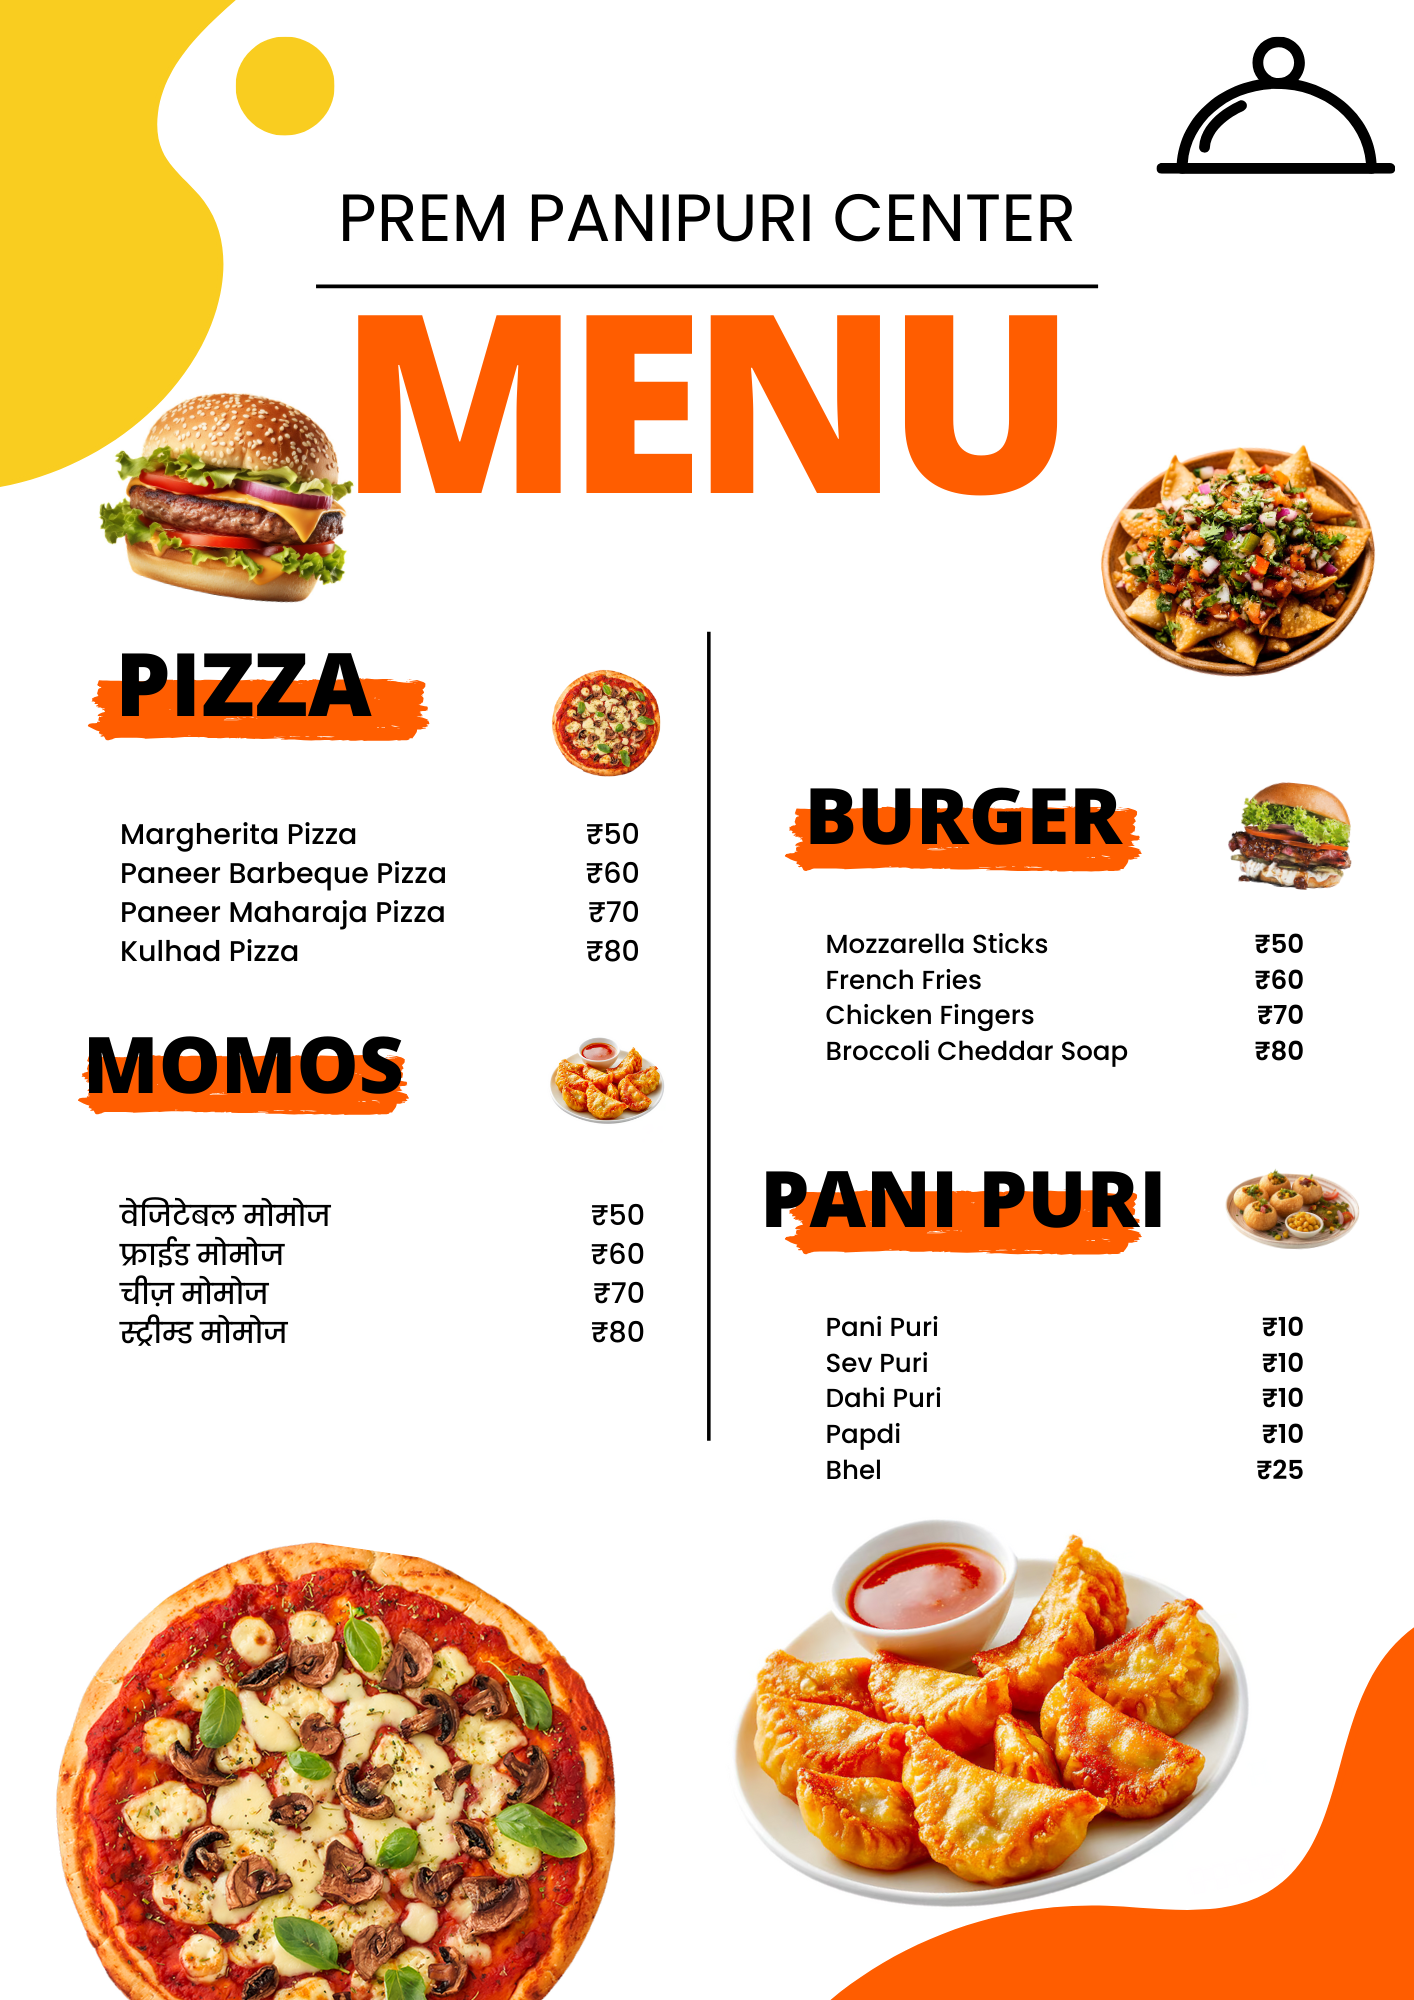 PREM PANIPURI CENTER
MENU
PIZZA
Margherita Pizza ₹50
Paneer Barbeque Pizza ₹60
Paneer Maharaja Pizza ₹70
Kulhad Pizza ₹80
MOMOS
वेजिटेबल मोमोज ₹50
फ्राईड मोमोज ₹60
चीज़ मोमोज ₹70
स्ट्रीम्ड मोमोज ₹80
BURGER
Mozzarella Sticks ₹50
French Fries ₹60
Chicken Fingers ₹70
Broccoli Cheddar Soap ₹80
PANI PURI
Pani Puri ₹10
Sev Puri ₹10
Dahi Puri ₹10
Papdi ₹10
Bhel ₹25